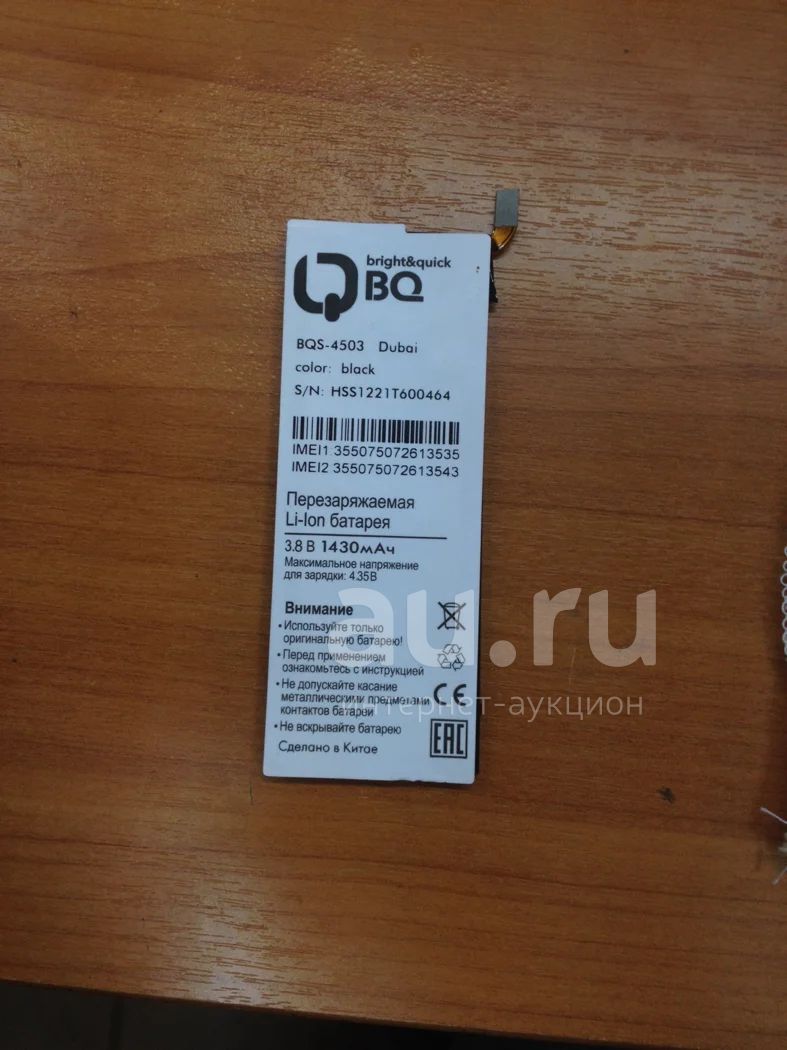 bright&quick
BQ
BQS-4503 Dubai
color: black
S/N: HSS1221T600464
IMEI1 355075072613535
IMEI2 355075072613543
Перезаряжаемая
Li-Ion батарея
3.8 В 1430мАч
Максимальное напряжение
для зарядки: 4.35В
Внимание
• Используйте только
оригинальную батарею!
• Перед применением
ознакомьтесь с инструкцией
• Не допускайте касание
металлическими предметами
контактов батареи
• Не вскрывайте батарею
Сделано в Китае
CE
EAC
au.ru
интернет-аукцион